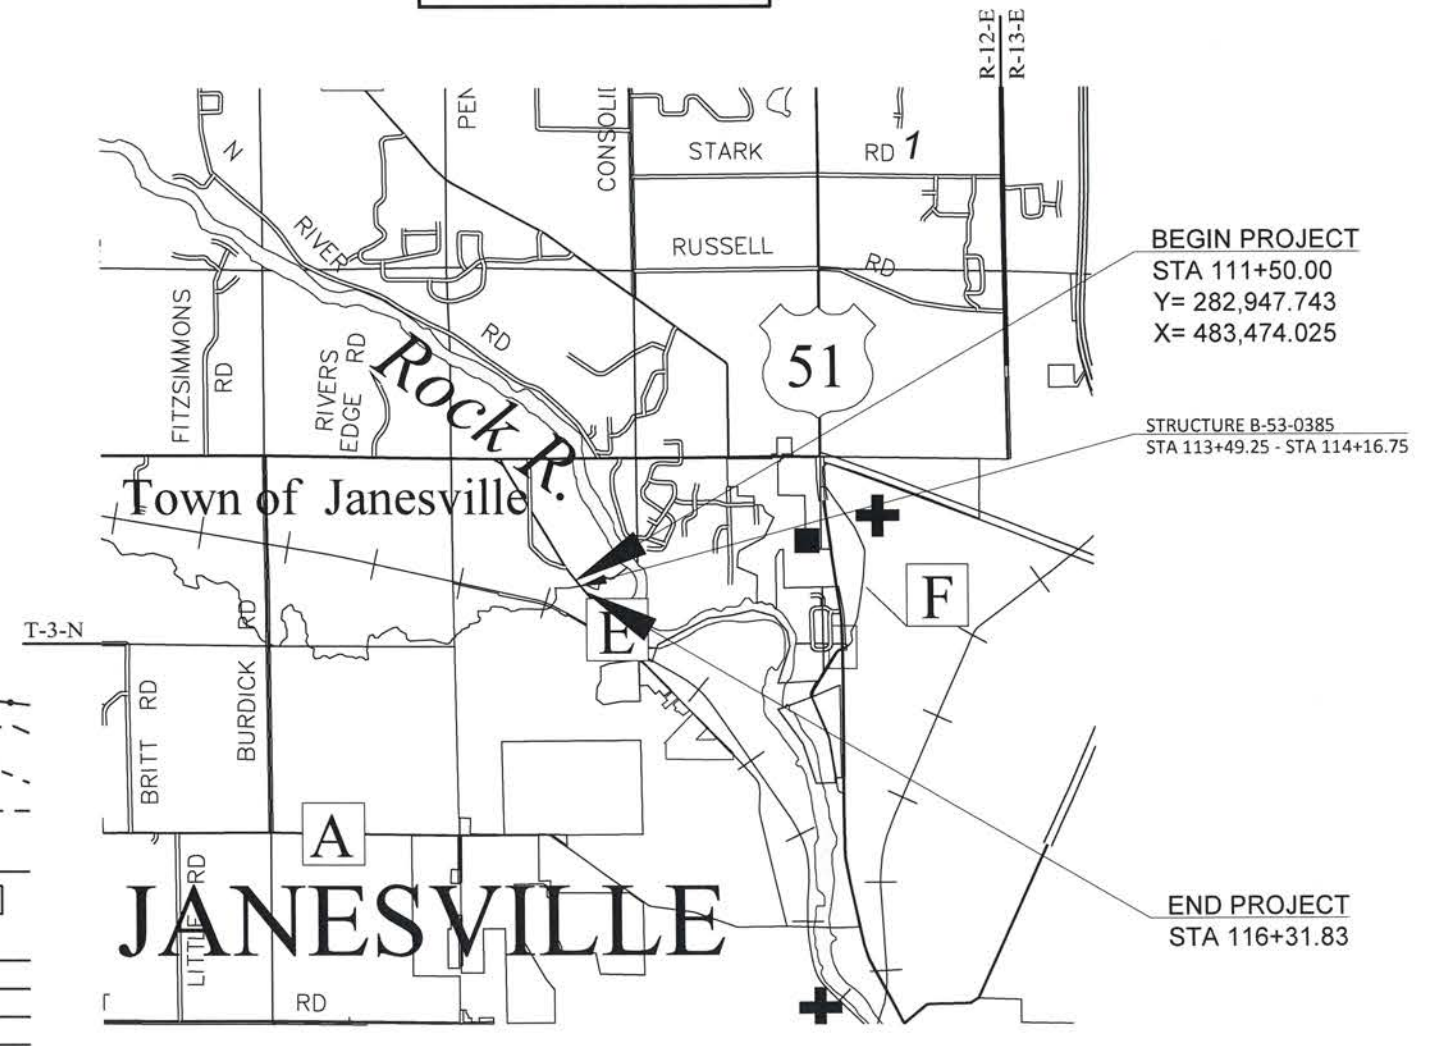 R-12-E
R-13-E
PEN
CONSOLI
N
STARK RD 1
RIVER RD
RUSSELL RD
BEGIN PROJECT
STA 111+50.00
Y= 282,947.743
X= 483,474.025
FITZSIMMONS RD
RIVERS
EDGE RD
Rock R.
51
STRUCTURE B-53-0385
STA 113+49.25 - STA 114+16.75
Town of Janesville
F
E
T-3-N
BURDICK RD
BRITT RD
A
LITTLE RD
JANESVILLE
END PROJECT
STA 116+31.83
RD